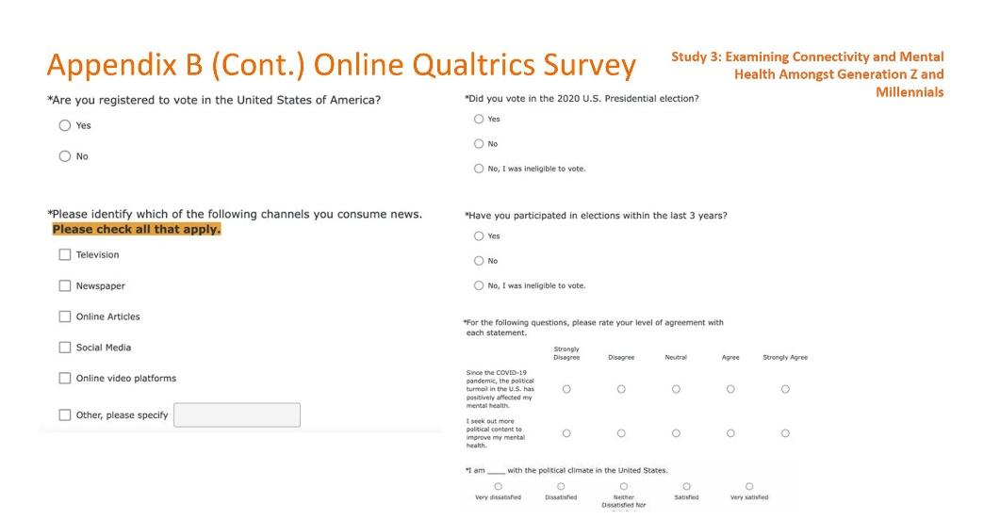 Appendix B (Cont.) Online Qualtrics Survey
Study 3: Examining Connectivity and Mental
Health Amongst Generation Z and
Millennials
*Are you registered to vote in the United States of America?
Yes
No
*Please identify which of the following channels you consume news.
Please check all that apply.
Television
Newspaper
Online Articles
Social Media
Online video platforms
Other, please specify
*Did you vote in the 2020 U.S. Presidential election?
Yes
No
No, I was ineligible to vote.
*Have you participated in elections within the last 3 years?
Yes
No
No, I was ineligible to vote.
*For the following questions, please rate your level of agreement with
each statement.
Strongly
Disagree Disagree Neutral Agree Strongly Agree
Since the COVID-19
pandemic, the political
turmoil in the U.S. has
positively affected my
mental health.
I seek out more
political content to
improve my mental
health.
*I am ____ with the political climate in the United States.
Very dissatisfied Dissatisfied Neither Satisfied Very satisfied
Dissatisfied Nor